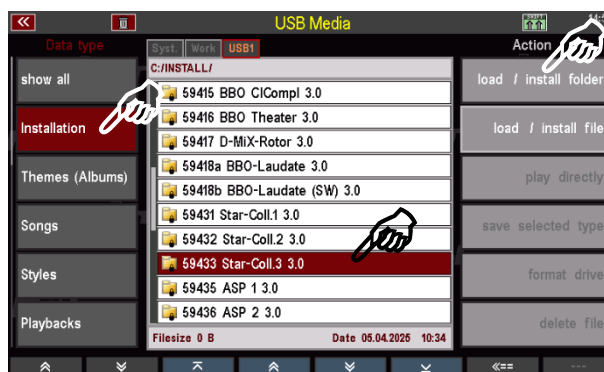 USB Media
SHIFT
Data type
Syst. Work USB1
Action
C:/INSTALL/
show all
Installation
Themes (Albums)
Songs
Styles
Playbacks
59415 BBO ClCompl 3.0
59416 BBO Theater 3.0
59417 D-MiX-Rotor 3.0
59418a BBO-Laudate 3.0
59418b BBO-Laudate (SW) 3.0
59431 Star-Coll.1 3.0
59432 Star-Coll.2 3.0
59433 Star-Coll.3 3.0
59435 ASP 1 3.0
59436 ASP 2 3.0
Filesize 0 B Date 05.04.2025 10:34
load / install folder
load / install file
play directly
save selected type
format drive
delete file
«==
---